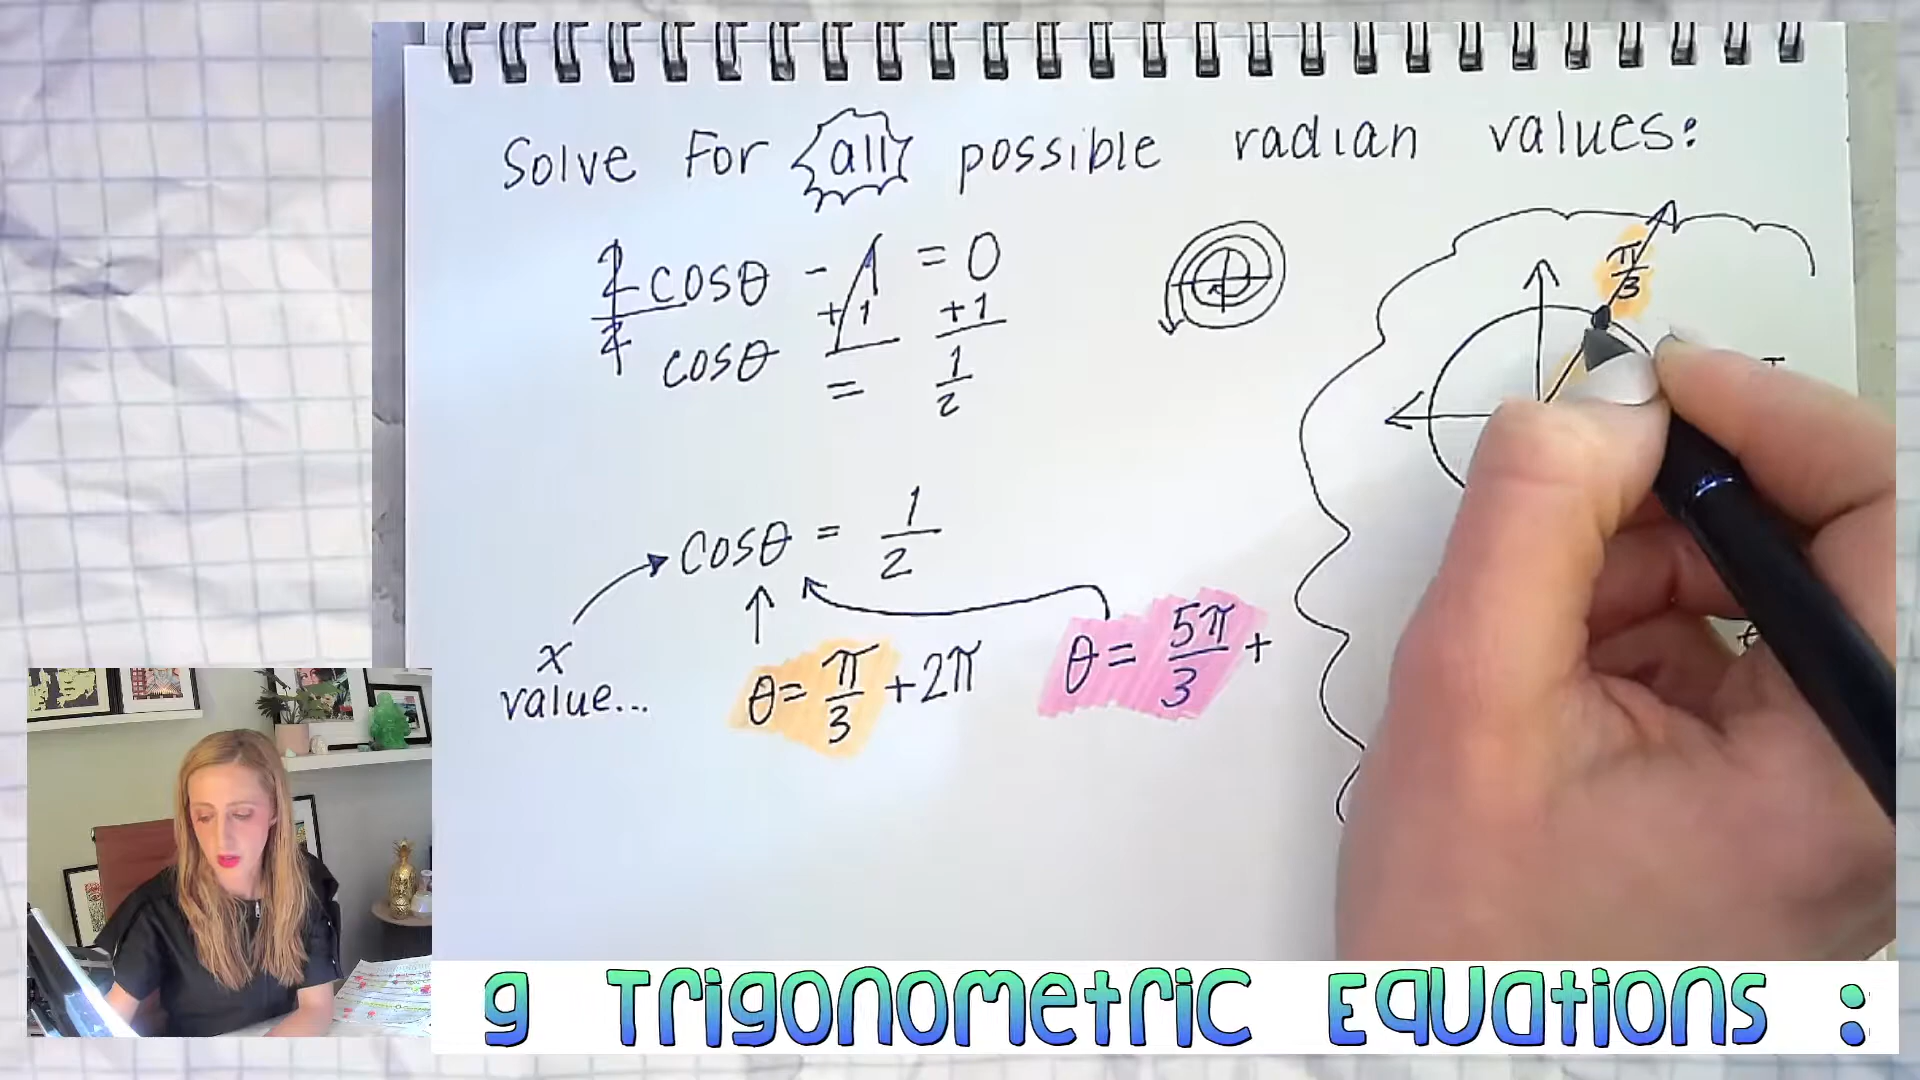 Solve For all possible radian values:
2cosθ - 1 = 0
+1 +1
2
cosθ = 1/2
π/3
cosθ = 1/2
x
value...
θ = π/3 + 2π
θ = 5π/3 +
g Trigonometric Equations :